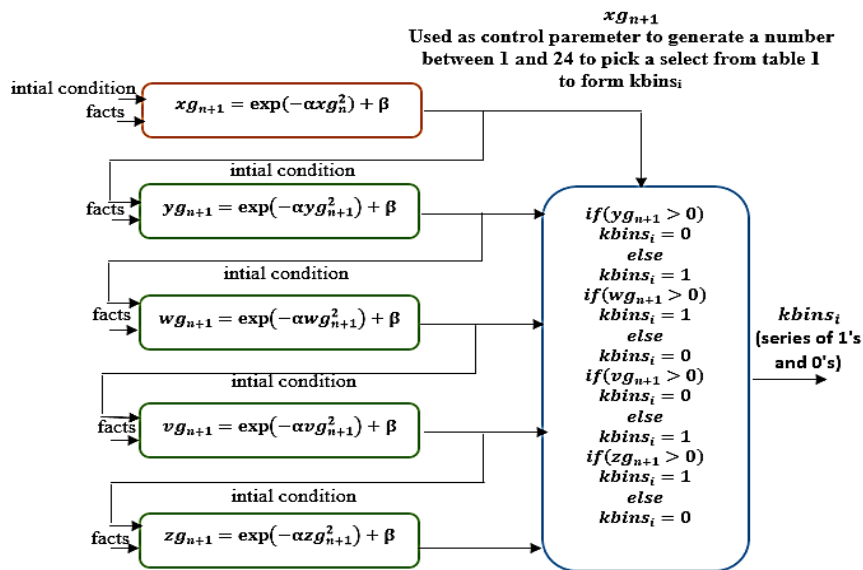 xg_{n+1}
Used as control paremeter to generate a number
between 1 and 24 to pick a select from table 1
to form kbins_i
intial condition
facts
xg_{n+1} = exp(−αxg_n^2) + β
intial condition
facts
yg_{n+1} = exp(−αyg_{n+1}^2) + β
intial condition
facts
wg_{n+1} = exp(−αwg_{n+1}^2) + β
intial condition
facts
vg_{n+1} = exp(−αvg_{n+1}^2) + β
intial condition
facts
zg_{n+1} = exp(−αzg_{n+1}^2) + β
if(yg_{n+1} > 0)
kbins_i = 0
else
kbins_i = 1
if(wg_{n+1} > 0)
kbins_i = 1
else
kbins_i = 0
if(vg_{n+1} > 0)
kbins_i = 0
else
kbins_i = 1
if(zg_{n+1} > 0)
kbins_i = 1
else
kbins_i = 0
kbins_i
(series of 1's
and 0's)